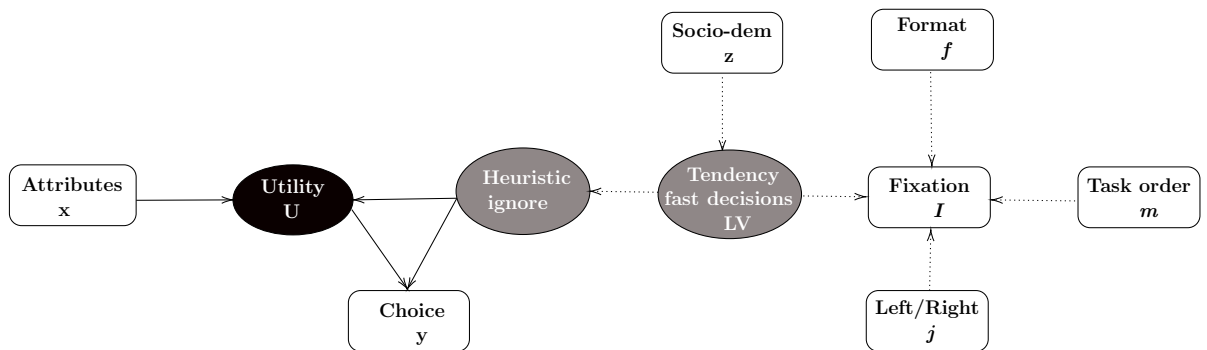 Socio-dem
z
Format
f
Attributes
x
Utility
U
Heuristic
ignore
Tendency
fast decisions
LV
Fixation
I
Task order
m
Choice
y
Left/Right
j